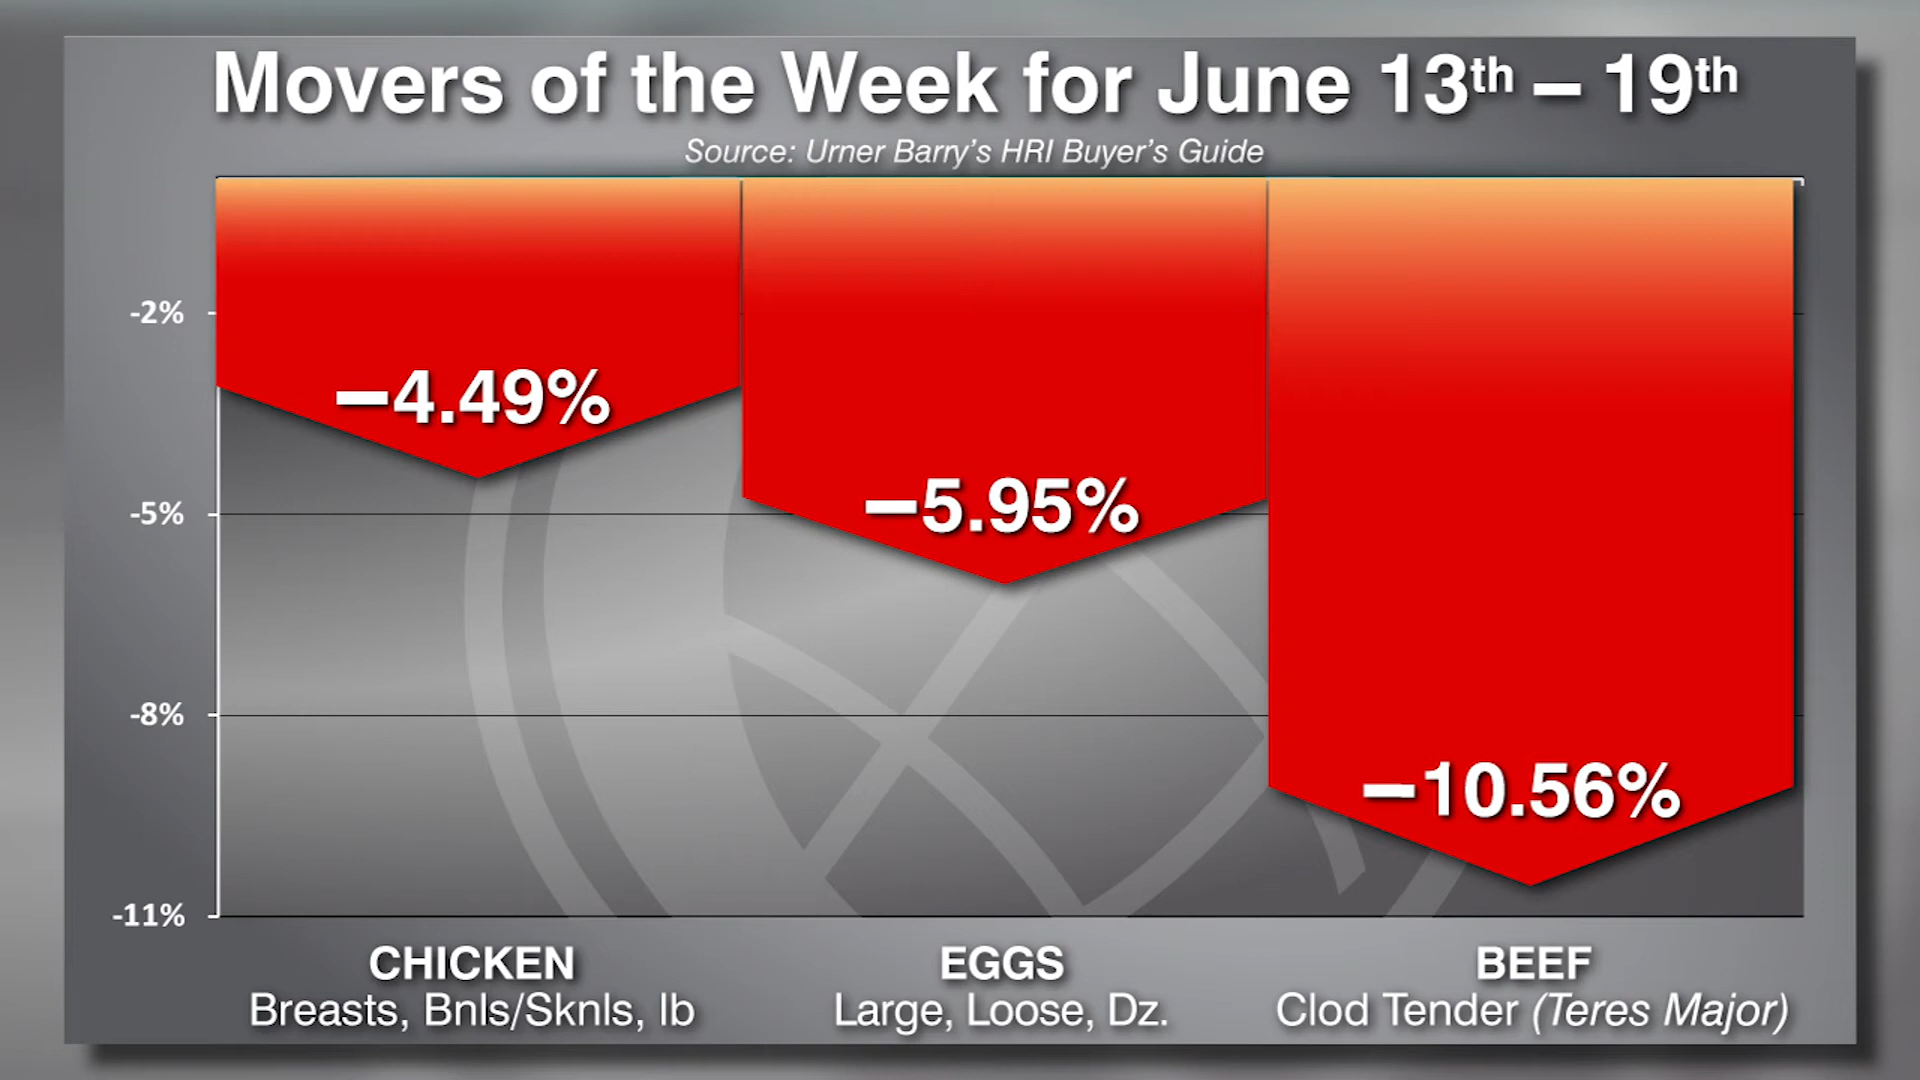 Movers of the Week for June 13th – 19th
Source: Urner Barry's HRI Buyer's Guide
-2%
-5%
-8%
-11%
–4.49%
–5.95%
–10.56%
CHICKEN
Breasts, Bnls/Sknls, lb
EGGS
Large, Loose, Dz.
BEEF
Clod Tender (Teres Major)